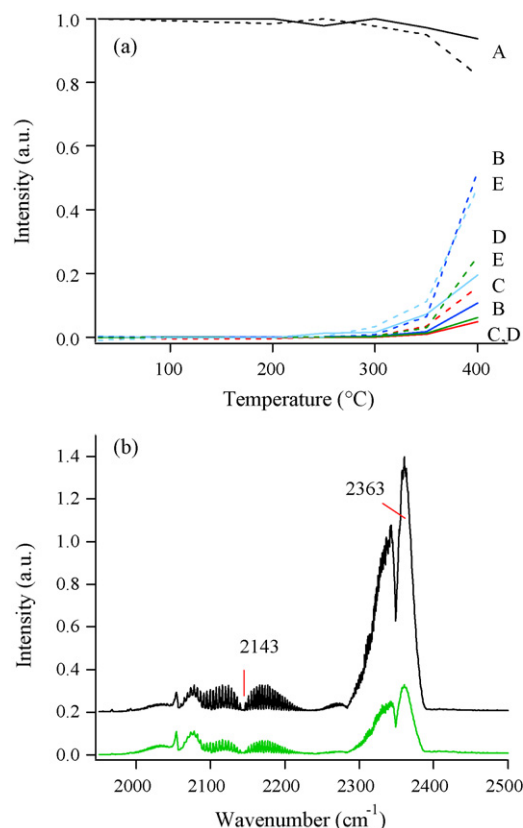 (a)
1.0
0.8
0.6
0.4
0.2
0.0
Intensity (a.u.)
A
B
E
D
E
C
B
C,D
100
200
300
400
Temperature (°C)
(b)
1.4
1.2
1.0
0.8
0.6
0.4
0.2
0.0
Intensity (a.u.)
2363
2143
2000
2100
2200
2300
2400
2500
Wavenumber (cm⁻¹)